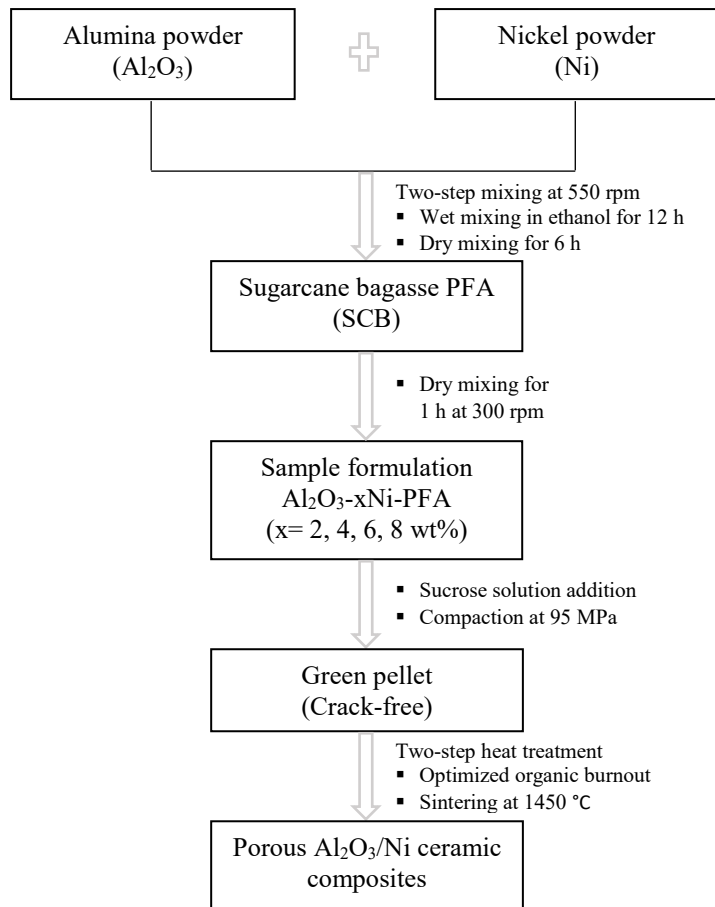 Alumina powder
(Al₂O₃)
Nickel powder
(Ni)
Two-step mixing at 550 rpm
▪ Wet mixing in ethanol for 12 h
▪ Dry mixing for 6 h
Sugarcane bagasse PFA
(SCB)
▪ Dry mixing for
1 h at 300 rpm
Sample formulation
Al₂O₃-xNi-PFA
(x= 2, 4, 6, 8 wt%)
▪ Sucrose solution addition
▪ Compaction at 95 MPa
Green pellet
(Crack-free)
Two-step heat treatment
▪ Optimized organic burnout
▪ Sintering at 1450 °C
Porous Al₂O₃/Ni ceramic
composites